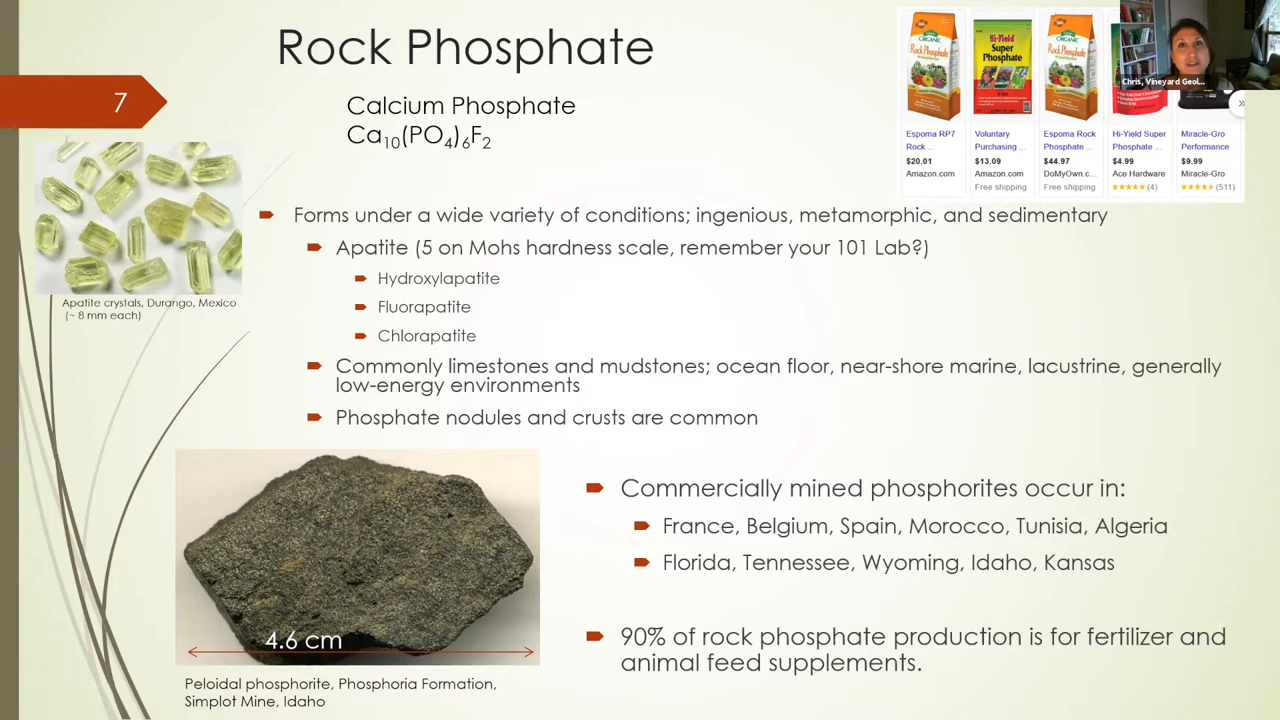 Rock Phosphate
7
Calcium Phosphate
Ca10(PO4)6F2
ORGANIC
Rock Phosphate
Hi-Yield
Super
Phosphate
Rock Phosphate
Chris, Vineyard Geol...
»
Espoma RP7
Rock ...
$20.01
Amazon.com
Voluntary
Purchasing ...
$13.09
Amazon.com
Free shipping
Espoma Rock
Phosphate ...
$44.97
DoMyOwn.c...
Free shipping
Hi-Yield Super
Phosphate ...
$4.99
Ace Hardware
(4)
Miracle-Gro
Performance
$9.99
Miracle-Gro
(511)
Apatite crystals, Durango, Mexico
(~ 8 mm each)
Forms under a wide variety of conditions; ingenious, metamorphic, and sedimentary
Apatite (5 on Mohs hardness scale, remember your 101 Lab?)
Hydroxylapatite
Fluorapatite
Chlorapatite
Commonly limestones and mudstones; ocean floor, near-shore marine, lacustrine, generally
low-energy environments
Phosphate nodules and crusts are common
4.6 cm
Peloidal phosphorite, Phosphoria Formation,
Simplot Mine, Idaho
Commercially mined phosphorites occur in:
France, Belgium, Spain, Morocco, Tunisia, Algeria
Florida, Tennessee, Wyoming, Idaho, Kansas
90% of rock phosphate production is for fertilizer and
animal feed supplements.